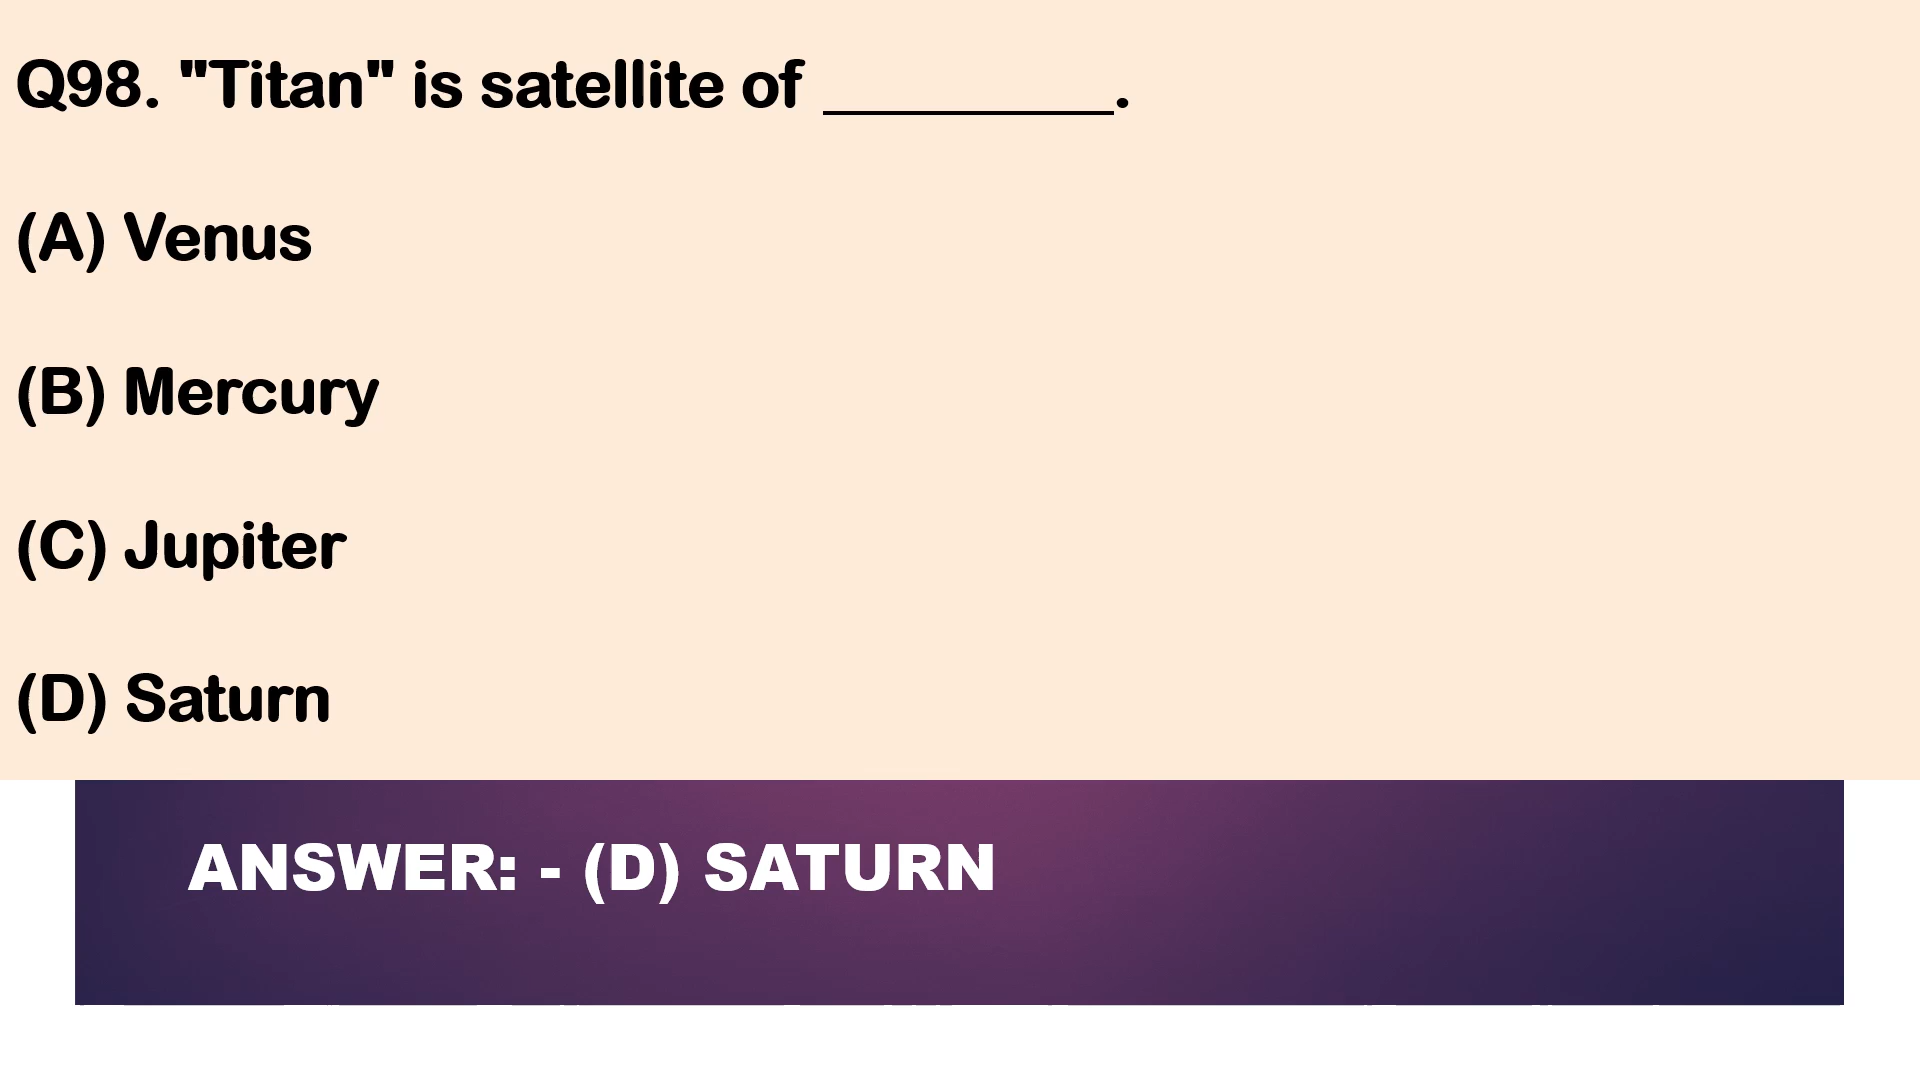 Q98. "Titan" is satellite of _________.
(A) Venus
(B) Mercury
(C) Jupiter
(D) Saturn
ANSWER: - (D) SATURN